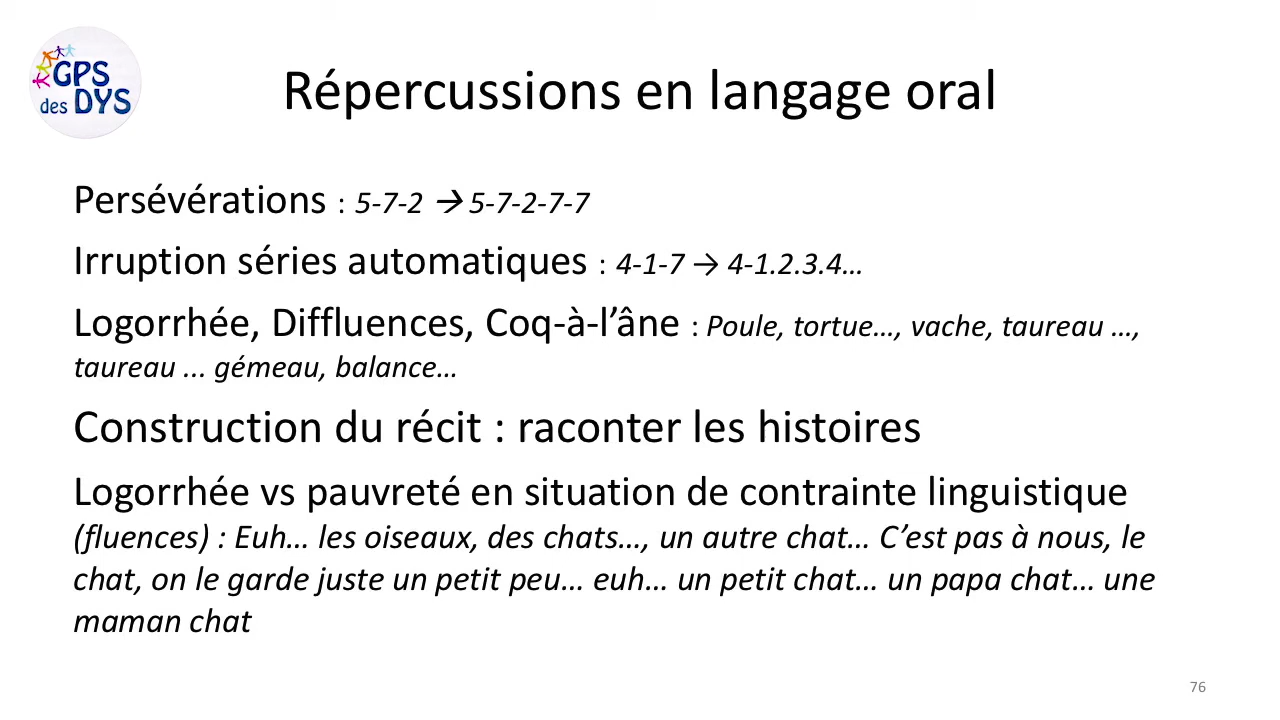 GPS
des DYS
Répercussions en langage oral
Persévérations : 5-7-2 → 5-7-2-7-7
Irruption séries automatiques : 4-1-7 → 4-1.2.3.4…
Logorrhée, Diffluences, Coq-à-l’âne : Poule, tortue…, vache, taureau …,
taureau ... gémeau, balance…
Construction du récit : raconter les histoires
Logorrhée vs pauvreté en situation de contrainte linguistique
(fluences) : Euh… les oiseaux, des chats…, un autre chat… C’est pas à nous, le
chat, on le garde juste un petit peu… euh… un petit chat… un papa chat… une
maman chat
76